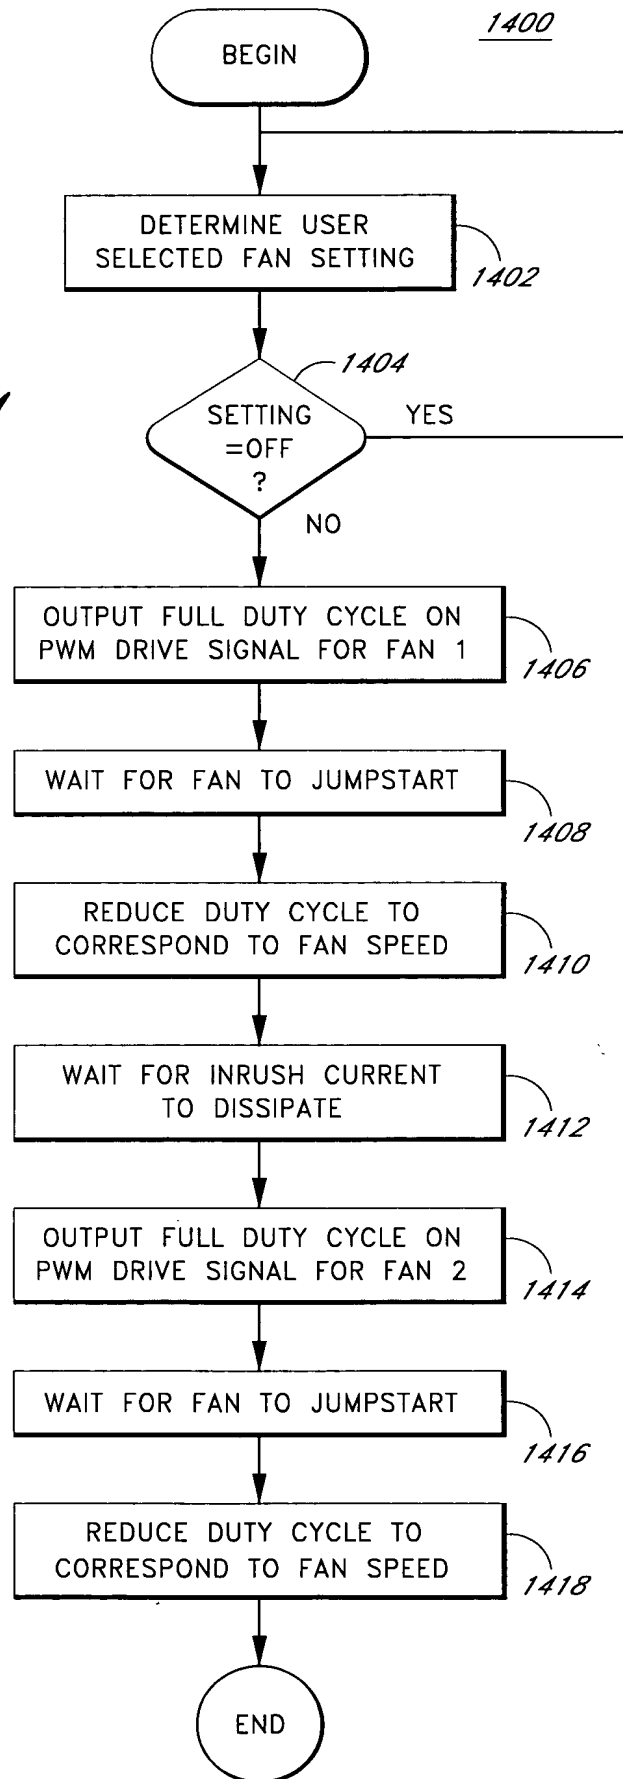 1400
BEGIN
DETERMINE USER
SELECTED FAN SETTING
1402
1404
SETTING
=OFF
?
YES
NO
OUTPUT FULL DUTY CYCLE ON
PWM DRIVE SIGNAL FOR FAN 1
1406
WAIT FOR FAN TO JUMPSTART
1408
REDUCE DUTY CYCLE TO
CORRESPOND TO FAN SPEED
1410
WAIT FOR INRUSH CURRENT
TO DISSIPATE
1412
OUTPUT FULL DUTY CYCLE ON
PWM DRIVE SIGNAL FOR FAN 2
1414
WAIT FOR FAN TO JUMPSTART
1416
REDUCE DUTY CYCLE TO
CORRESPOND TO FAN SPEED
1418
END